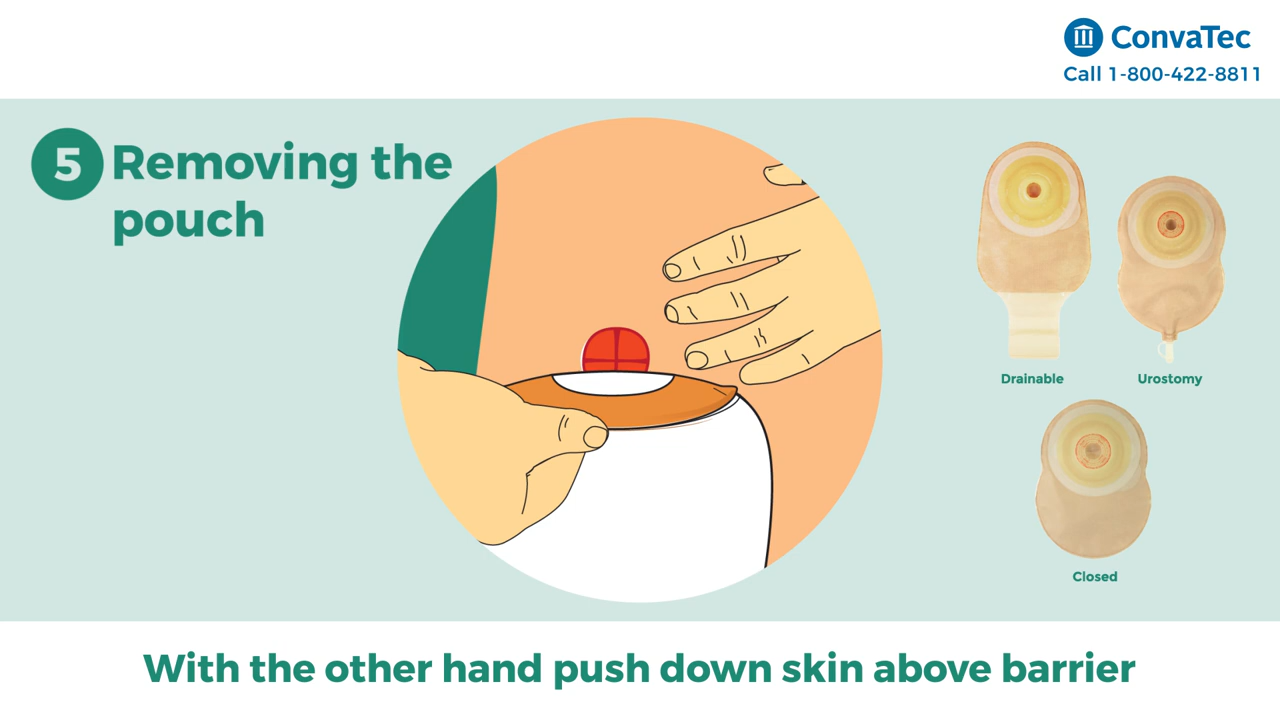 ConvaTec
Call 1-800-422-8811
5 Removing the
pouch
Drainable
Urostomy
Closed
With the other hand push down skin above barrier